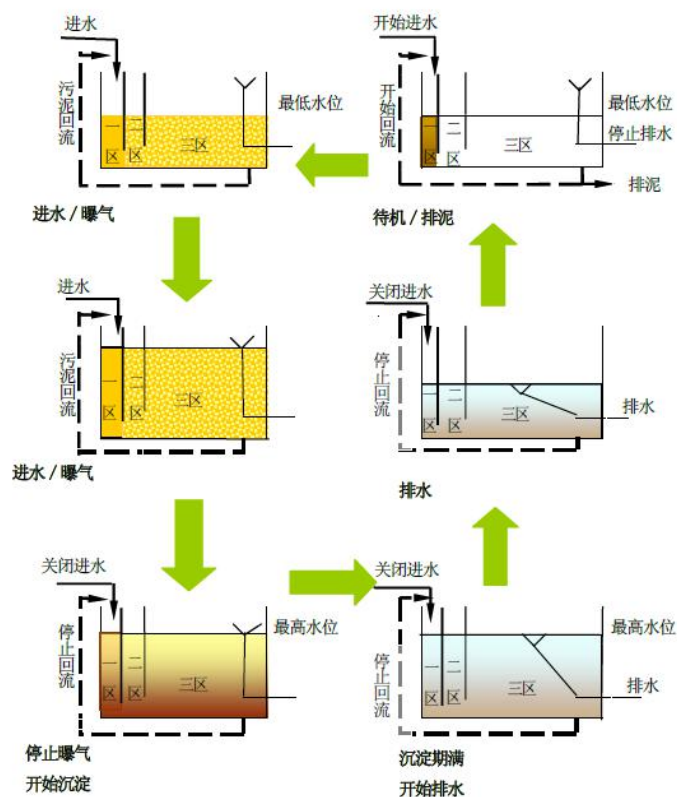 进水
污泥回流
一区
二区
三区
最低水位
进水 / 曝气
开始进水
开始回流
一区
二区
三区
最低水位
停止排水
排泥
待机 / 排泥
进水
污泥回流
一区
二区
三区
进水 / 曝气
关闭进水
停止回流
一区
二区
三区
排水
排水
关闭进水
停止回流
一区
二区
三区
最高水位
停止曝气
开始沉淀
关闭进水
停止回流
一区
二区
三区
最高水位
排水
沉淀期满
开始排水